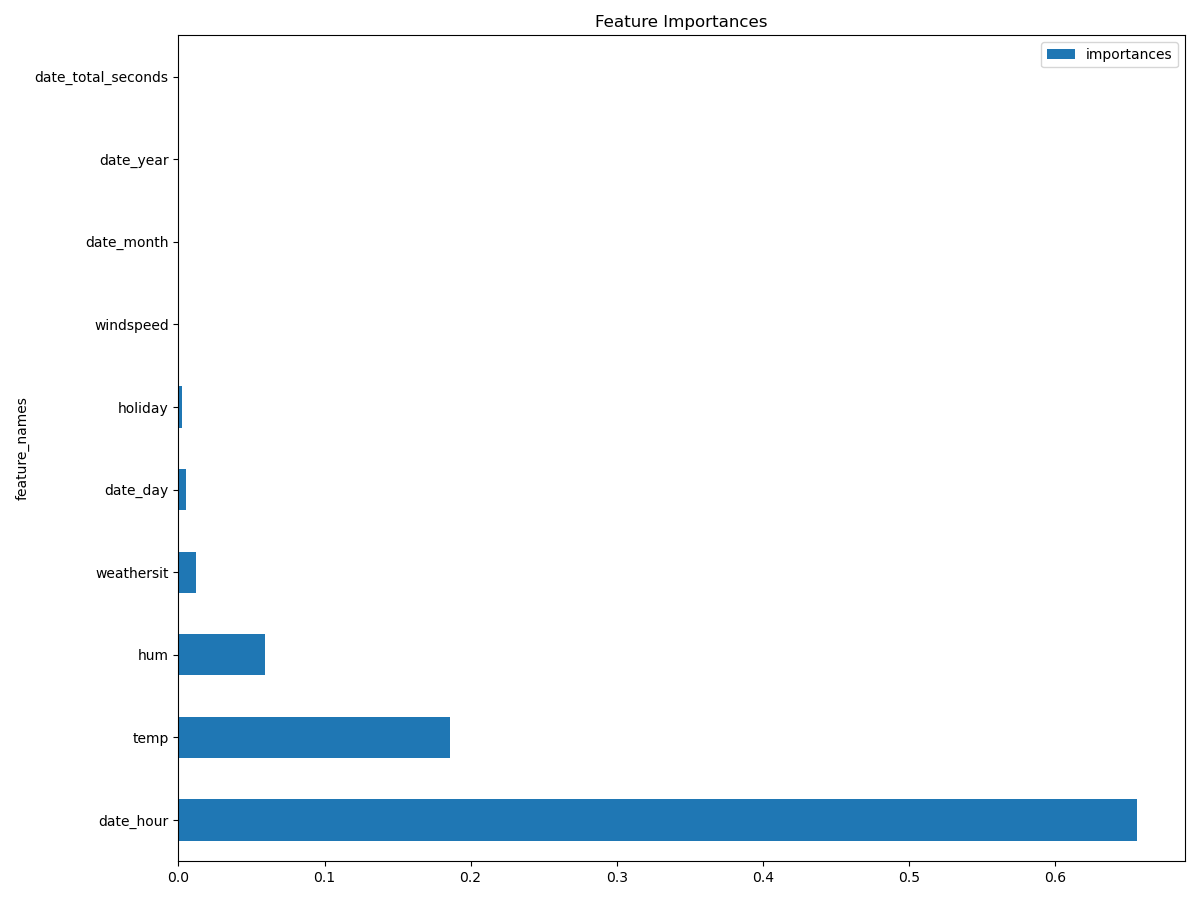 Feature Importances
importances
date_total_seconds
date_year
date_month
windspeed
holiday
date_day
weathersit
hum
temp
date_hour
feature_names
0.0 0.1 0.2 0.3 0.4 0.5 0.6